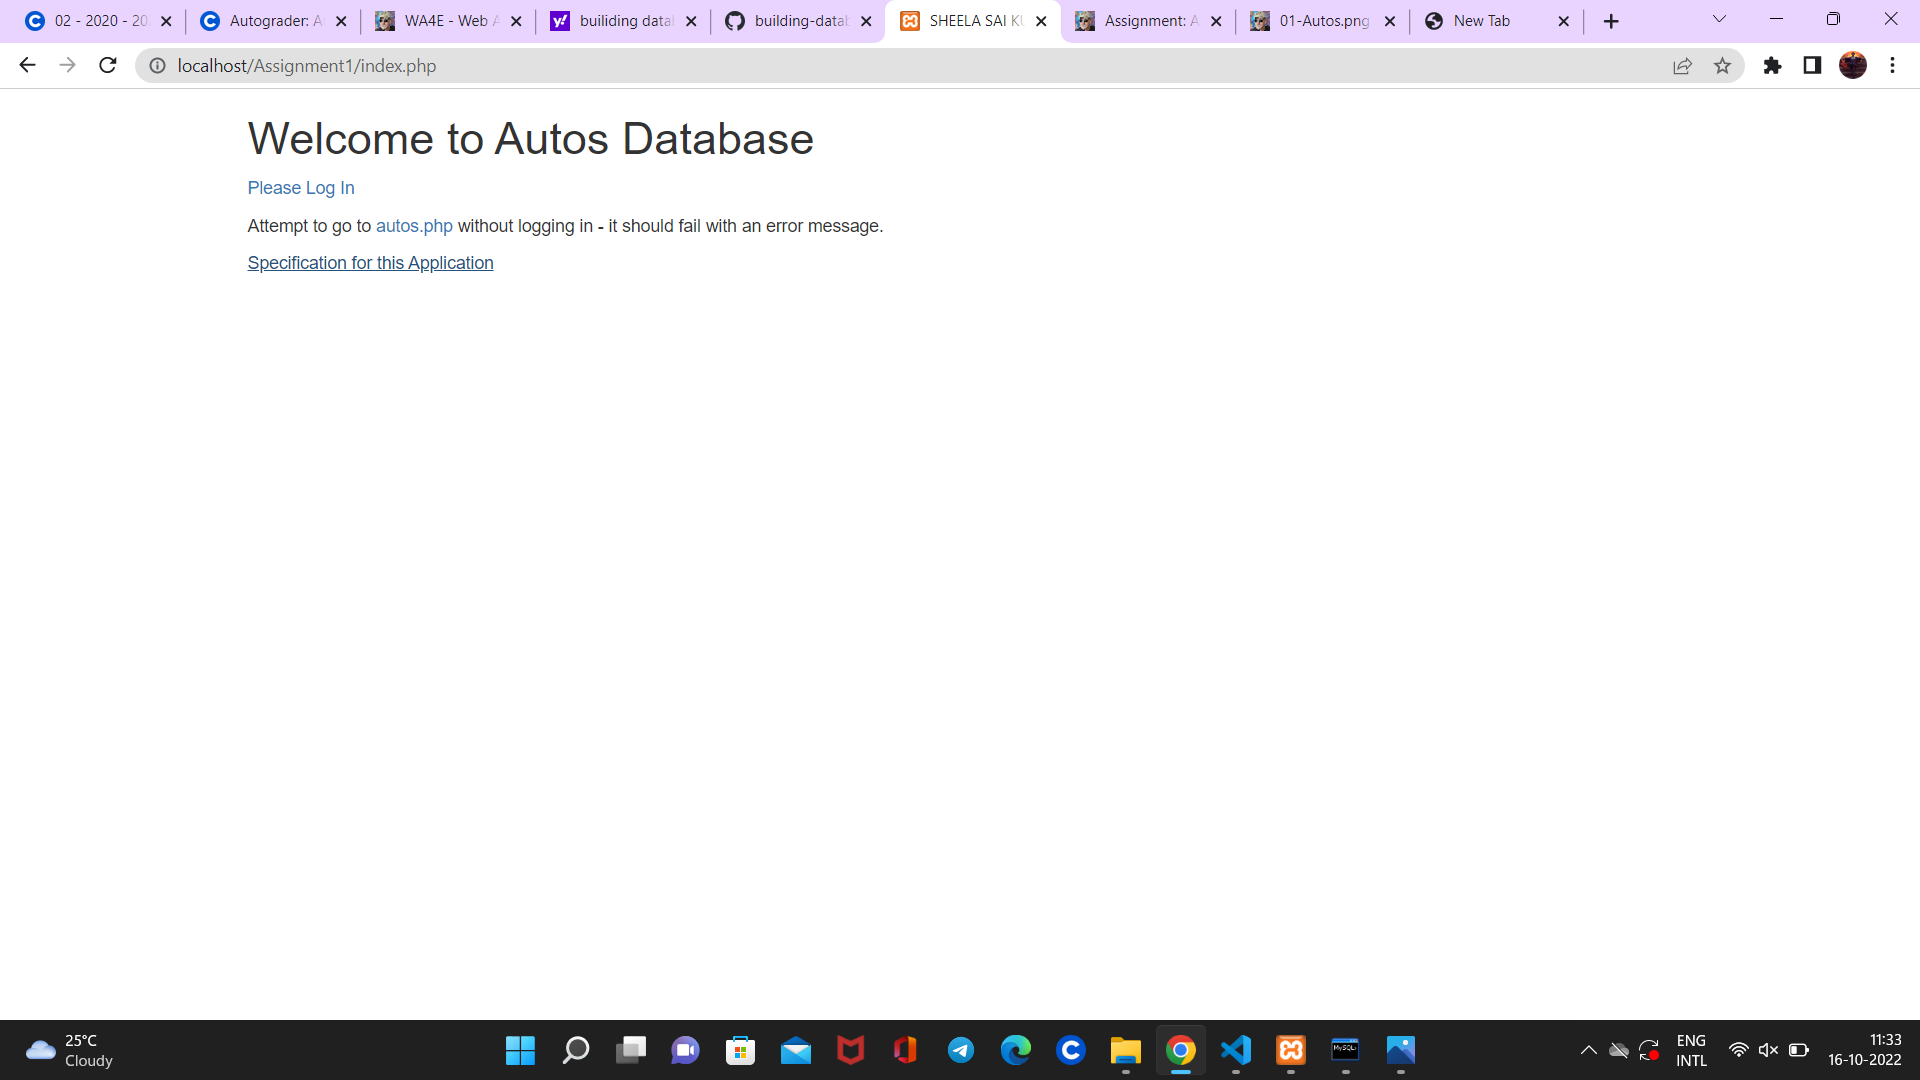 02 - 2020 - 20
Autograder: A
WA4E - Web A
builiding data
building-datab
SHEELA SAI KU
Assignment: A
01-Autos.png
New Tab
localhost/Assignment1/index.php
Welcome to Autos Database
Please Log In
Attempt to go to autos.php without logging in - it should fail with an error message.
Specification for this Application
25°C
Cloudy
MySQL
ENG
INTL
11:33
16-10-2022